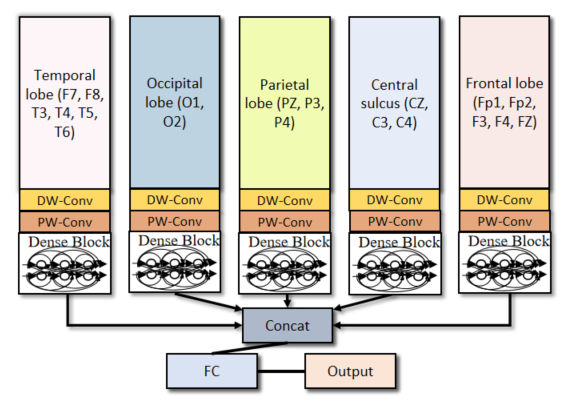 Temporal
lobe (F7, F8,
T3, T4, T5,
T6)
Occipital
lobe (O1,
O2)
Parietal
lobe (PZ, P3,
P4)
Central
sulcus (CZ,
C3, C4)
Frontal lobe
(Fp1, Fp2,
F3, F4, FZ)
DW-Conv
DW-Conv
DW-Conv
DW-Conv
DW-Conv
PW-Conv
PW-Conv
PW-Conv
PW-Conv
PW-Conv
Dense Block
Dense Block
Dense Block
Dense Block
Dense Block
Concat
FC
Output